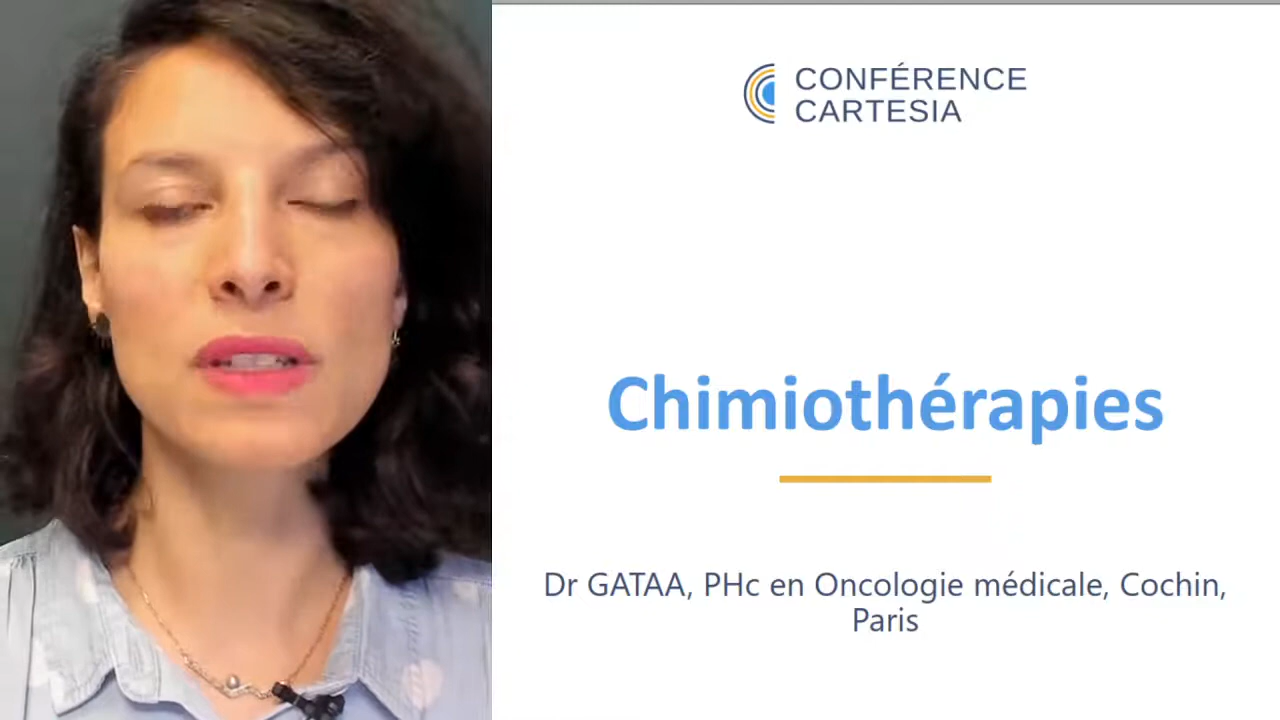 CONFÉRENCE
CARTESIA
Chimiothérapies
Dr GATAA, PHc en Oncologie médicale, Cochin,
Paris